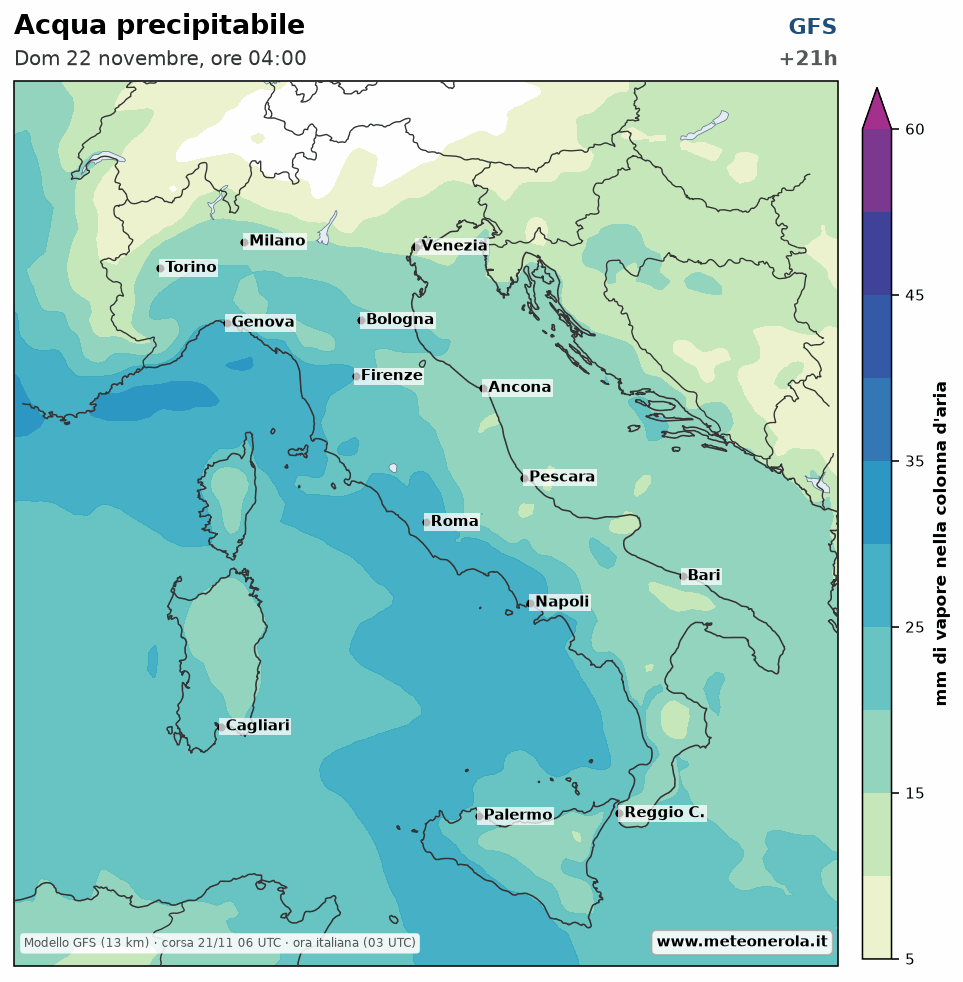 Acqua precipitabile
GFS
Dom 22 novembre, ore 04:00
+21h
60
45
35
25
15
5
mm di vapore nella colonna d'aria
Milano
Venezia
Torino
Genova
Bologna
Firenze
Ancona
Pescara
Roma
Bari
Napoli
Cagliari
Palermo
Reggio C.
Modello GFS (13 km) · corsa 21/11 06 UTC · ora italiana (03 UTC)
www.meteonerola.it